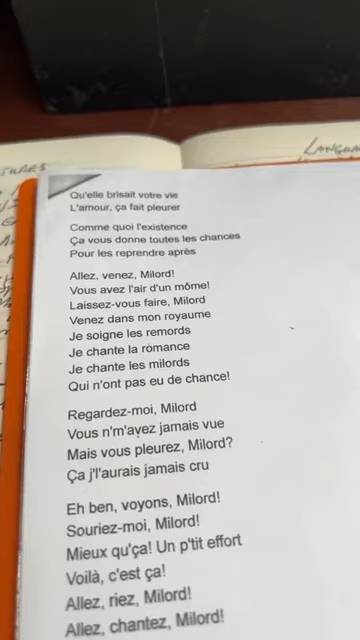 Qu'elle brisait votre vie
L'amour, ça fait pleurer
Comme quoi l'existence
Ça vous donne toutes les chances
Pour les reprendre après
Allez, venez, Milord!
Vous avez l'air d'un môme!
Laissez-vous faire, Milord
Venez dans mon royaume
Je soigne les remords
Je chante la romance
Je chante les milords
Qui n'ont pas eu de chance!
Regardez-moi, Milord
Vous n'm'avez jamais vue
Mais vous pleurez, Milord?
Ça j'l'aurais jamais cru
Eh ben, voyons, Milord!
Souriez-moi, Milord!
Mieux qu'ça! Un p'tit effort
Voilà, c'est ça!
Allez, riez, Milord!
Allez, chantez, Milord!